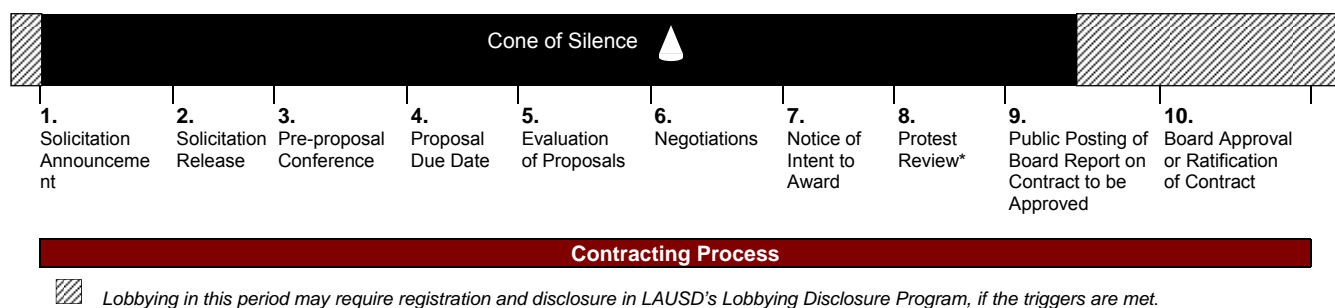 Cone of Silence
1.
Solicitation
Announceme
nt
2.
Solicitation
Release
3.
Pre-proposal
Conference
4.
Proposal
Due Date
5.
Evaluation
of Proposals
6.
Negotiations
7.
Notice of
Intent to
Award
8.
Protest
Review*
9.
Public Posting of
Board Report on
Contract to be
Approved
10.
Board Approval
or Ratification
of Contract
Contracting Process
Lobbying in this period may require registration and disclosure in LAUSD's Lobbying Disclosure Program, if the triggers are met.